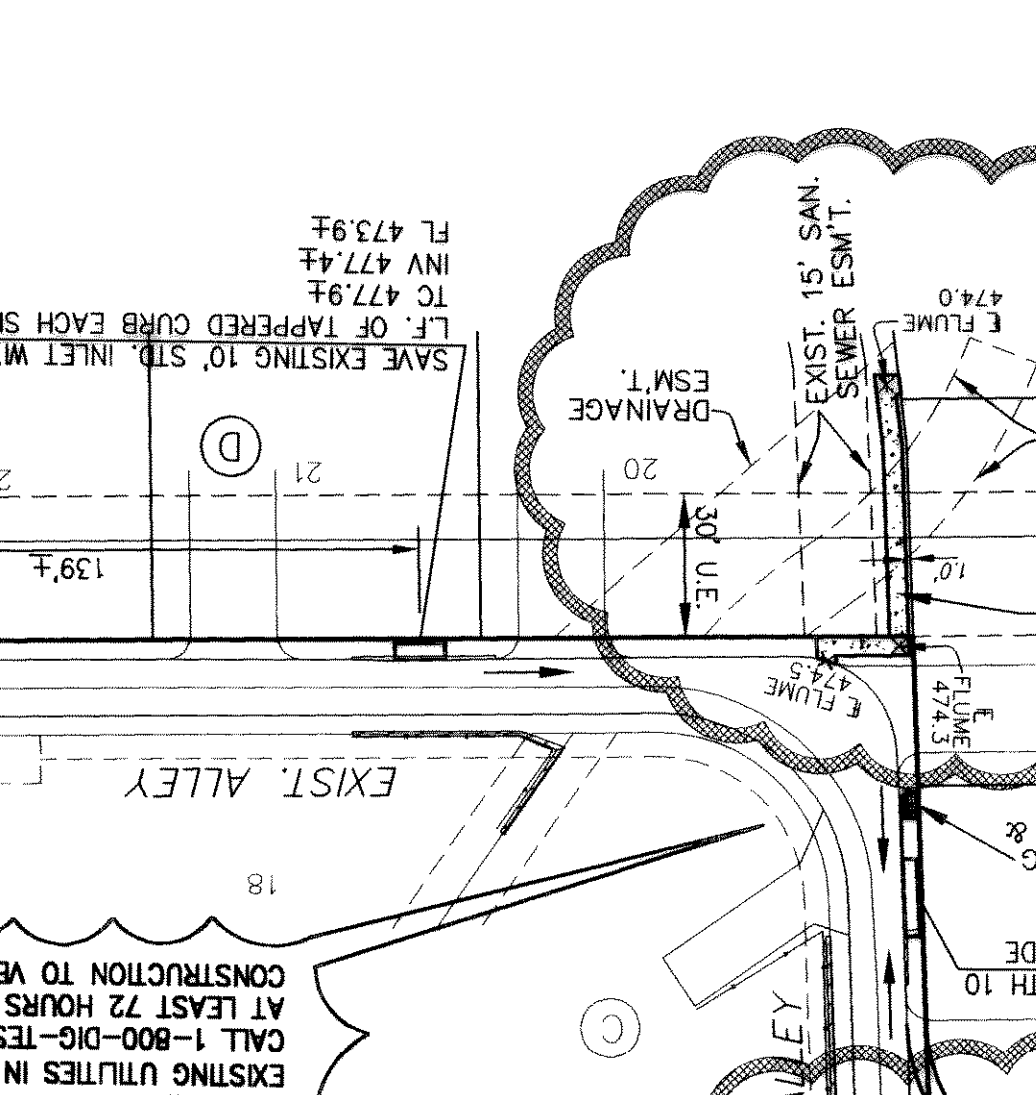 EXISTING UTILITIES IN
CALL 1-800-DIG-TES
AT LEAST 72 HOURS
CONSTRUCTION TO VE
18
C
ALLEY
EXIST. ALLEY
TH 10
DE
G
&
℄ FLUME
474.5
℄
FLUME
474.3
139'±
1.0'
30' U.E.
21
20
D
DRAINAGE
ESM'T.
EXIST. 15' SAN.
SEWER ESM'T.
℄ FLUME
474.0
SAVE EXISTING 10' STD. INLET WI
L.F. OF TAPPERED CURB EACH SI
TC 477.9±
INV 477.4±
FL 473.9±